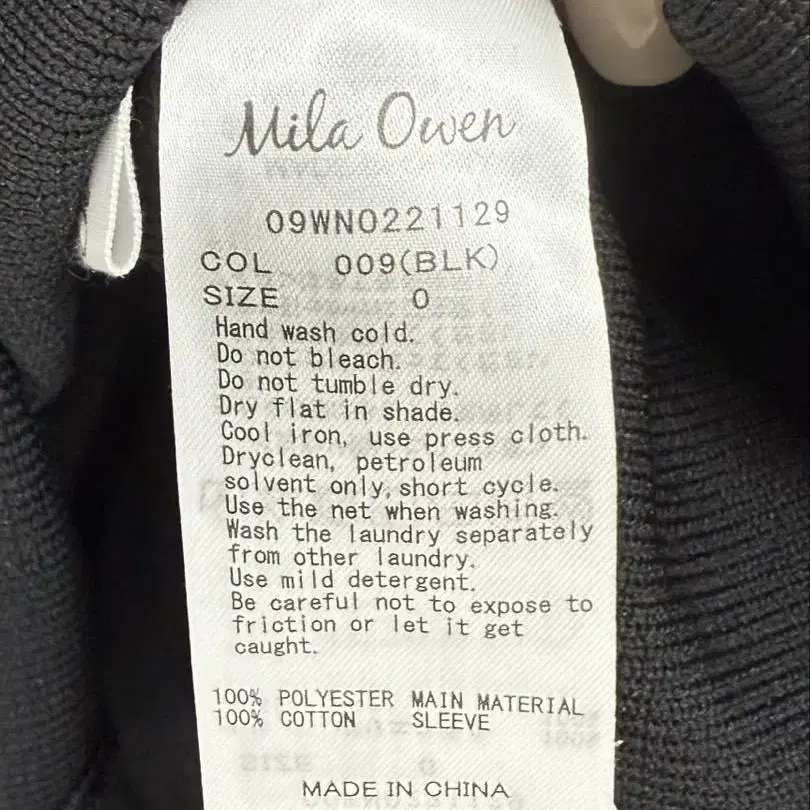 Mila Owen
09WNO221129
COL 009(BLK)
SIZE 0
Hand wash cold.
Do not bleach.
Do not tumble dry.
Dry flat in shade.
Cool iron, use press cloth.
Dryclean, petroleum
solvent only, short cycle.
Use the net when washing.
Wash the laundry separately
from other laundry.
Use mild detergent.
Be careful not to expose to
friction or let it get
caught.
100% POLYESTER MAIN MATERIAL
100% COTTON SLEEVE
MADE IN CHINA